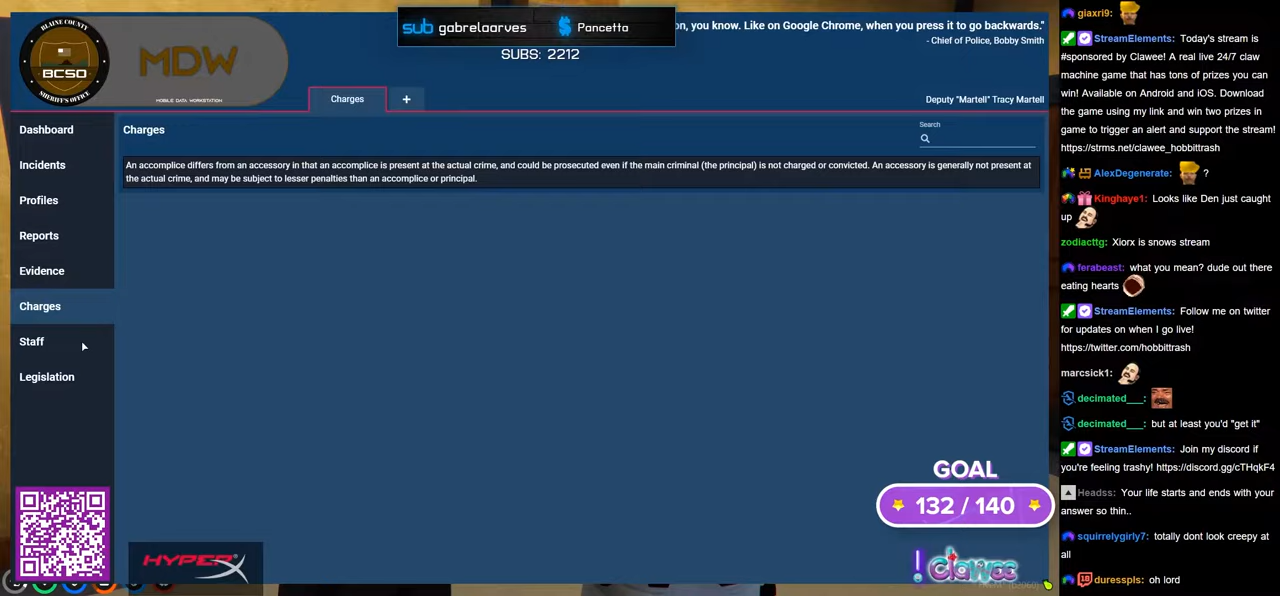 BLAINE COUNTY
BCSO
SHERIFF'S OFFICE
MDW
MOBILE DATA WORKSTATION
sub gabrelaarves
Pancetta
on, you know. Like on Google Chrome, when you press it to go backwards."
- Chief of Police, Bobby Smith
SUBS: 2212
Charges
+
Deputy "Martell" Tracy Martell
Dashboard
Incidents
Profiles
Reports
Evidence
Charges
Staff
Legislation
Charges
Search
An accomplice differs from an accessory in that an accomplice is present at the actual crime, and could be prosecuted even if the main criminal (the principal) is not charged or convicted. An accessory is generally not present at
the actual crime, and may be subject to lesser penalties than an accomplice or principal.
GOAL
132 / 140
HYPERX
!Clawee
giaxri9:
StreamElements: Today's stream is
#sponsored by Clawee! A real live 24/7 claw
machine game that has tons of prizes you can
win! Available on Android and iOS. Download
the game using my link and win two prizes in
game to trigger an alert and support the stream!
https://strms.net/clawee_hobbittrash
AlexDegenerate: ?
Kinghaye1: Looks like Den just caught
up
zodiacttg: Xiorx is snows stream
ferabeast: what you mean? dude out there
eating hearts
StreamElements: Follow me on twitter
for updates on when I go live!
https://twitter.com/hobbittrash
marcsick1:
decimated___:
decimated___: but at least you'd "get it"
StreamElements: Join my discord if
you're feeling trashy! https://discord.gg/cTHqkF4
Headss: Your life starts and ends with your
answer so thin..
squirrelygirly7: totally dont look creepy at
all
duresspls: oh lord